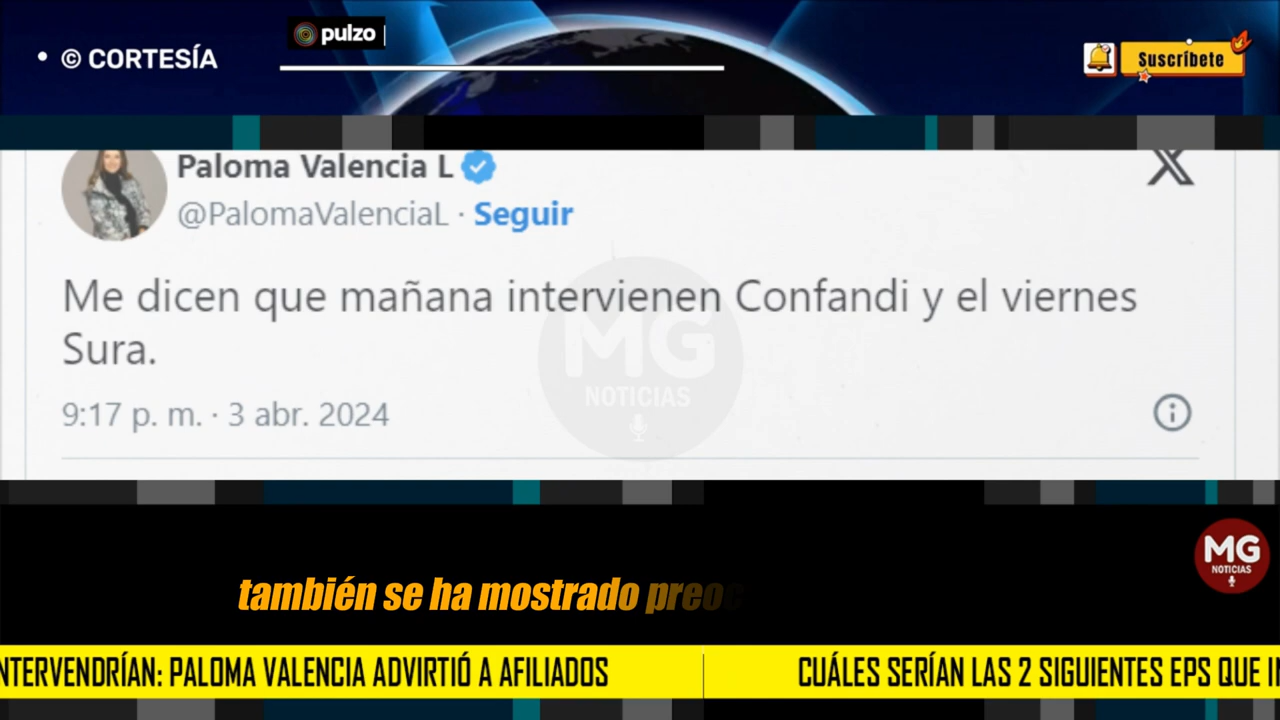 • © CORTESÍA
pulzo
Suscríbete
Paloma Valencia L
@PalomaValenciaL · Seguir
Me dicen que mañana intervienen Confandi y el viernes
Sura.
9:17 p. m. · 3 abr. 2024
MG
NOTICIAS
MG
NOTICIAS
también se ha mostrado preo
NTERVENDRÍAN: PALOMA VALENCIA ADVIRTIÓ A AFILIADOS
CUÁLES SERÍAN LAS 2 SIGUIENTES EPS QUE I